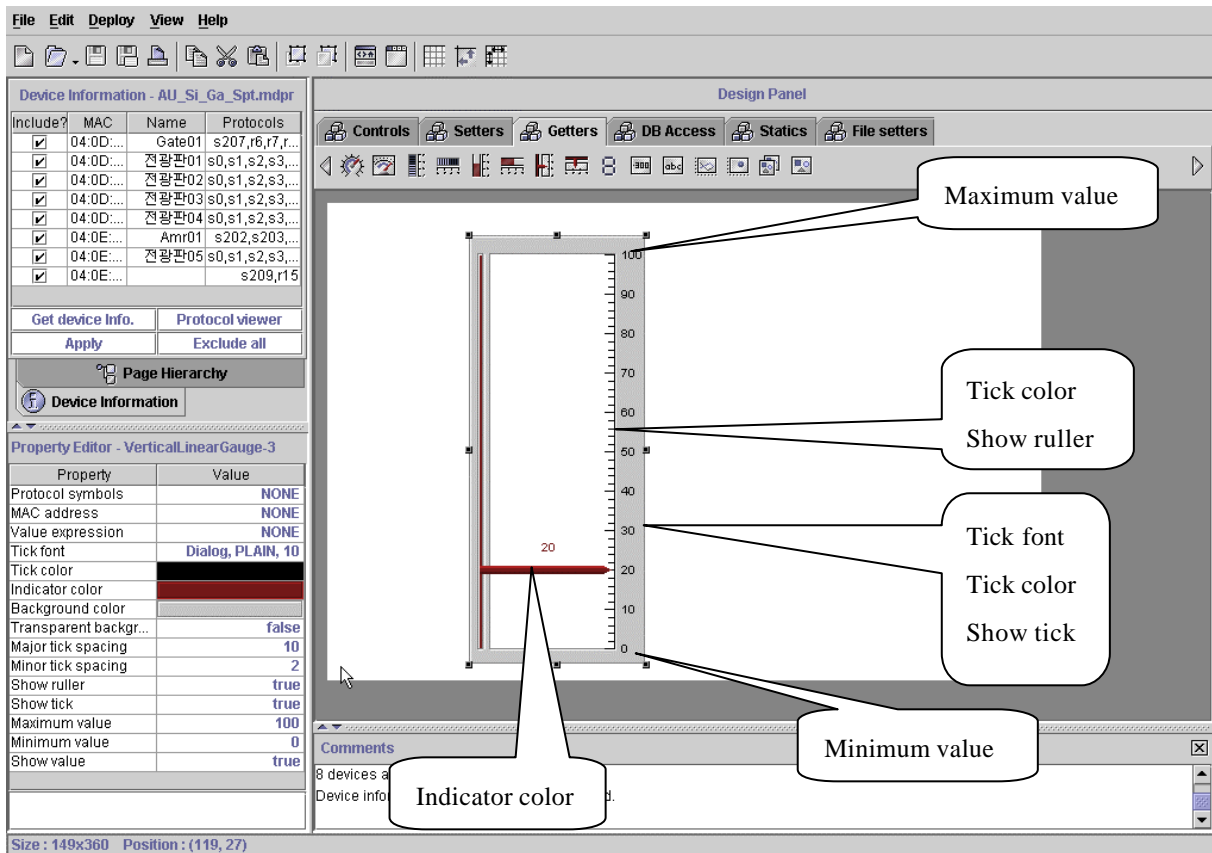 File Edit Deploy View Help
Device Information - AU_Si_Ga_Spt.mdpr
Include? MAC Name Protocols
04:0D:... Gate01 s207,r6,r7,r...
04:0D:... 전광판01 s0,s1,s2,s3,...
04:0D:... 전광판02 s0,s1,s2,s3,...
04:0D:... 전광판03 s0,s1,s2,s3,...
04:0D:... 전광판04 s0,s1,s2,s3,...
04:0E:... Amr01 s202,s203,...
04:0E:... 전광판05 s0,s1,s2,s3,...
04:0E:... s209,r15
Get device Info. Protocol viewer
Apply Exclude all
Page Hierarchy
Device Information
Property Editor - VerticalLinearGauge-3
Property Value
Protocol symbols NONE
MAC address NONE
Value expression NONE
Tick font Dialog, PLAIN, 10
Tick color
Indicator color
Background color
Transparent backgr... false
Major tick spacing 10
Minor tick spacing 2
Show ruller true
Show tick true
Maximum value 100
Minimum value 0
Show value true
Design Panel
Controls Setters Getters DB Access Statics File setters
-300 abc
Maximum value
100
90
80
70
60
50
40
30
20
20
10
0
Tick color
Show ruller
Tick font
Tick color
Show tick
Minimum value
Indicator color
Comments
8 devices a
Device infor d.
Size : 149x360 Position : (119, 27)